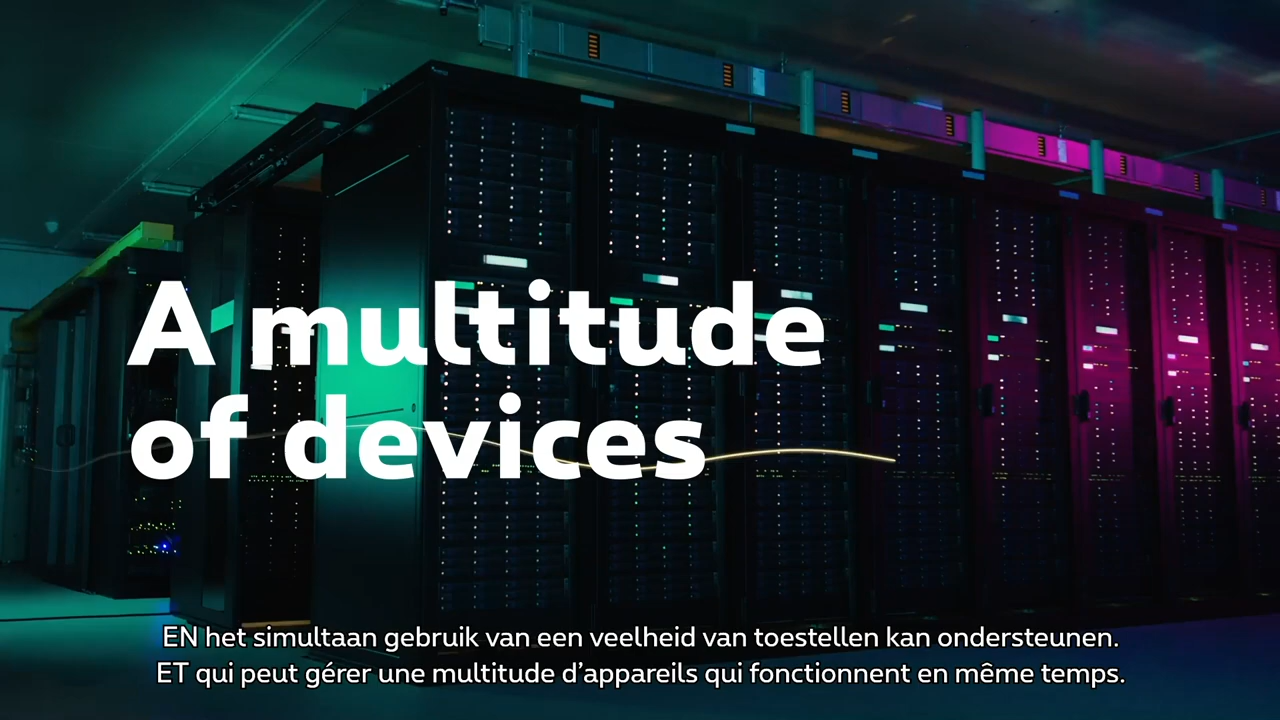 A multitude
of devices
EN het simultaan gebruik van een veelheid van toestellen kan ondersteunen.
ET qui peut gérer une multitude d’appareils qui fonctionnent en même temps.